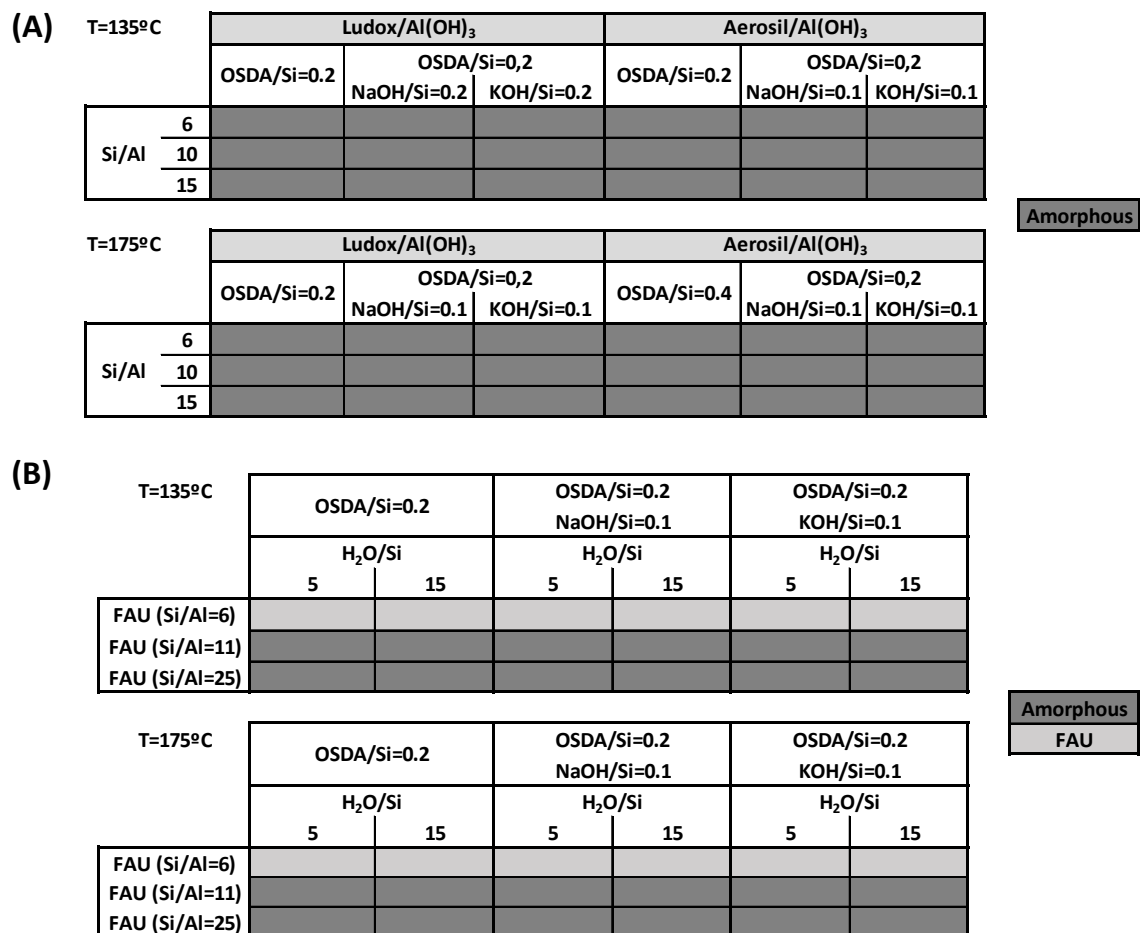 (A) T=135ºC Ludox/Al(OH)₃ Aerosil/Al(OH)₃
OSDA/Si=0.2 OSDA/Si=0,2 OSDA/Si=0.2 OSDA/Si=0,2
NaOH/Si=0.2 KOH/Si=0.2 NaOH/Si=0.1 KOH/Si=0.1
6
Si/Al 10
15
Amorphous
T=175ºC Ludox/Al(OH)₃ Aerosil/Al(OH)₃
OSDA/Si=0.2 OSDA/Si=0,2 OSDA/Si=0.4 OSDA/Si=0,2
NaOH/Si=0.1 KOH/Si=0.1 NaOH/Si=0.1 KOH/Si=0.1
6
Si/Al 10
15
(B) T=135ºC OSDA/Si=0.2 OSDA/Si=0.2 OSDA/Si=0.2
NaOH/Si=0.1 KOH/Si=0.1
H₂O/Si H₂O/Si H₂O/Si
5 15 5 15 5 15
FAU (Si/Al=6)
FAU (Si/Al=11)
FAU (Si/Al=25)
Amorphous
FAU
T=175ºC OSDA/Si=0.2 OSDA/Si=0.2 OSDA/Si=0.2
NaOH/Si=0.1 KOH/Si=0.1
H₂O/Si H₂O/Si H₂O/Si
5 15 5 15 5 15
FAU (Si/Al=6)
FAU (Si/Al=11)
FAU (Si/Al=25)